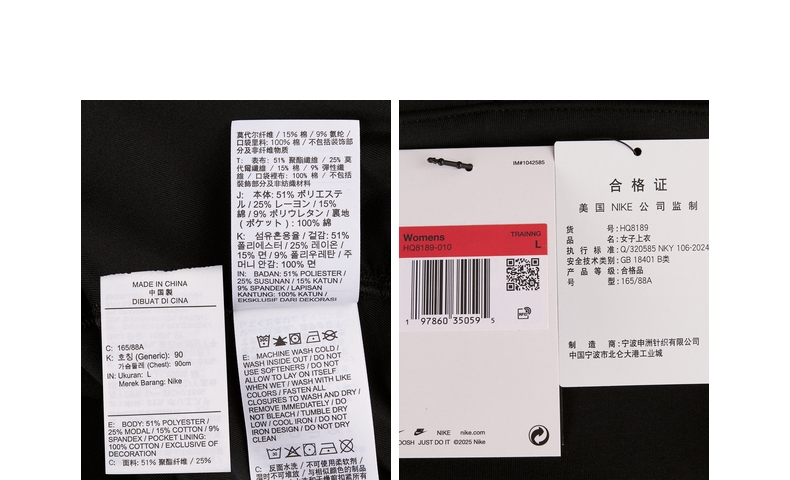 莫代尔纤维 / 15% 棉 / 9% 氨纶 /
口袋里料: 100% 棉 / 不包括装饰部
分及非纤维物质
T: 表布: 51% 聚酯纖維 / 25% 莫
代爾纖維 / 15% 棉 / 9% 彈性纖
維 / 口袋裡布: 100% 棉 / 不包括
裝飾部分及非紡織材料
J: 本体: 51% ポリエステ
ル / 25% レーヨン / 15%
綿 / 9% ポリウレタン / 裏地
( ポケット ) : 100% 綿
K: 섬유혼용율 / 겉감: 51%
폴리에스터 / 25% 레이온 /
15% 면 / 9% 폴리우레탄 / 주
머니 안감: 100% 면
IN: BADAN: 51% POLIESTER /
25% SUSUNAN / 15% KATUN /
9% SPANDEK / LAPISAN
KANTUNG: 100% KATUN /
EKSKLUSIF DARI DEKORASI
MADE IN CHINA
中国製
DIBUAT DI CINA
C: 165/88A
K: 호칭 (Generic): 90
가슴둘레 (Chest): 90cm
IN: Ukuran: L
Merek Barang: Nike
E: BODY: 51% POLYESTER /
25% MODAL / 15% COTTON / 9%
SPANDEX / POCKET LINING:
100% COTTON / EXCLUSIVE OF
DECORATION
C: 面料: 51% 聚酯纤维 / 25%
E: MACHINE WASH COLD /
WASH INSIDE OUT / DO NOT
USE SOFTENERS / DO NOT
ALLOW TO LAY ON ITSELF
WHEN WET / WASH WITH LIKE
COLORS / FASTEN ALL
CLOSURES TO WASH AND DRY /
REMOVE IMMEDIATELY / DO
NOT BLEACH / TUMBLE DRY
LOW / COOL IRON / DO NOT
IRON DESIGN / DO NOT DRY
CLEAN
C: 反面水洗 / 不可使用柔软剂 /
湿时不可堆放 / 与相似颜色的制品
IM#1042585
Womens
HQ8189-010
TRAINNG
L
1 97860 35059 5
NIKE nike.com
OOSH JUST DO IT ©2025 Nike
合格证
美国 NIKE 公司监制
货 号: HQ8189
品 名: 女子上衣
执行标准: Q/320585 NKY 106-2024
安全技术类别: GB 18401 B类
产品等级: 合格品
号 型: 165/88A
制 造 商: 宁波申洲针织有限公司
中国宁波市北仑大港工业城